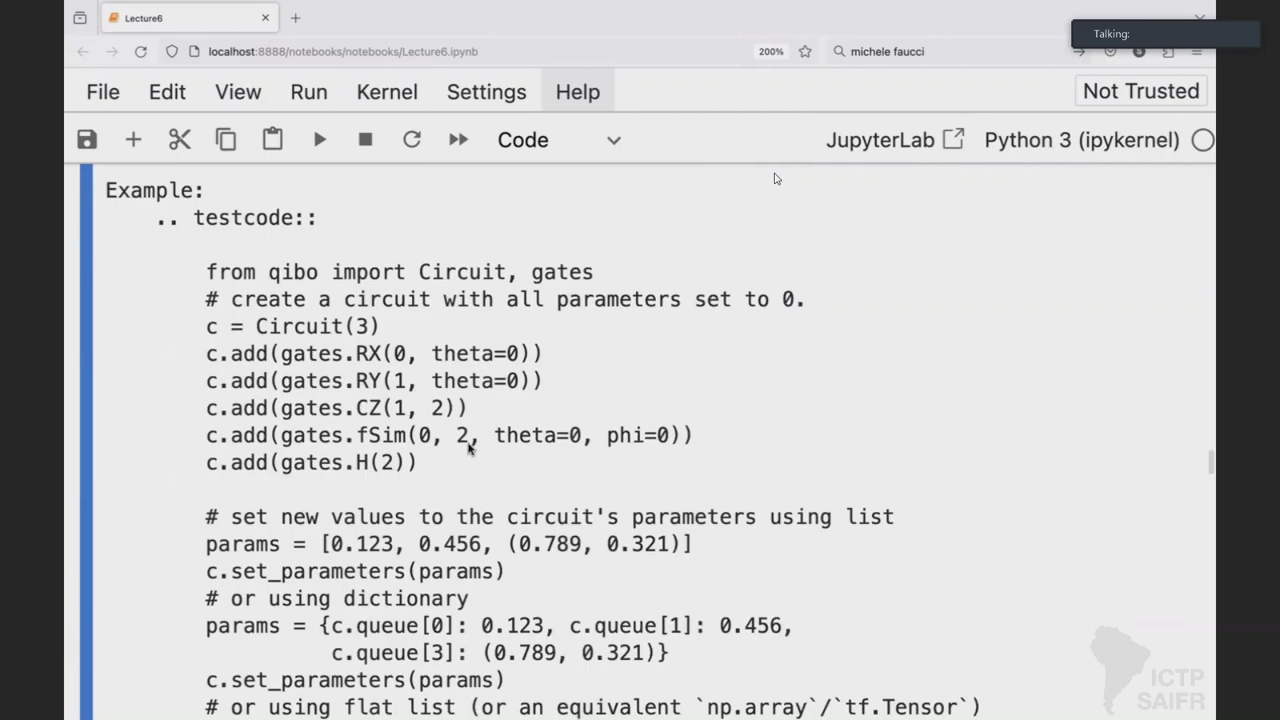 Lecture6
Talking:
localhost:8888/notebooks/notebooks/Lecture6.ipynb
200%
michele faucci
File Edit View Run Kernel Settings Help
Not Trusted
Code
JupyterLab
Python 3 (ipykernel)
Example:
.. testcode::
from qibo import Circuit, gates
# create a circuit with all parameters set to 0.
c = Circuit(3)
c.add(gates.RX(0, theta=0))
c.add(gates.RY(1, theta=0))
c.add(gates.CZ(1, 2))
c.add(gates.fSim(0, 2, theta=0, phi=0))
c.add(gates.H(2))
# set new values to the circuit's parameters using list
params = [0.123, 0.456, (0.789, 0.321)]
c.set_parameters(params)
# or using dictionary
params = {c.queue[0]: 0.123, c.queue[1]: 0.456,
c.queue[3]: (0.789, 0.321)}
c.set_parameters(params)
# or using flat list (or an equivalent `np.array`/`tf.Tensor`)
ICTP
SAIFR